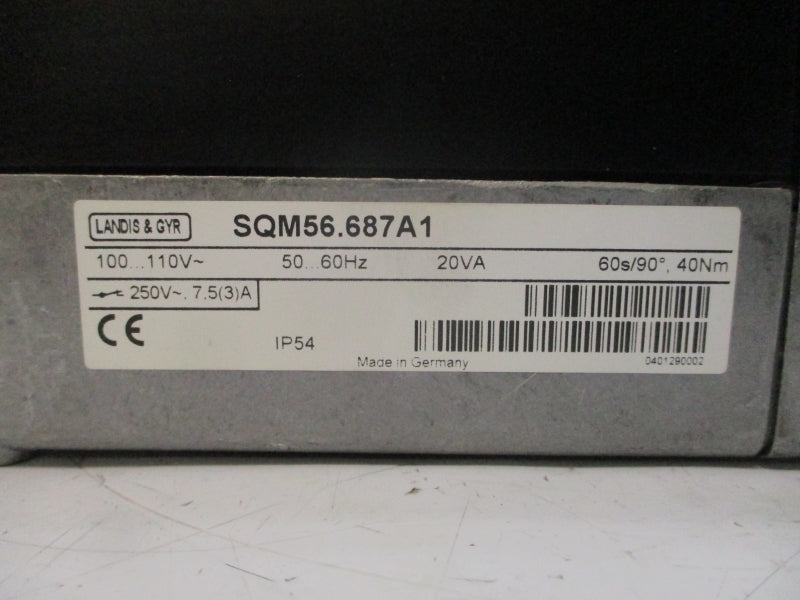 LANDIS & GYR SQM56.687A1
100...110V~ 50...60Hz 20VA 60s/90°, 40Nm
250V~, 7.5(3)A
CE IP54
Made in Germany 0401290002